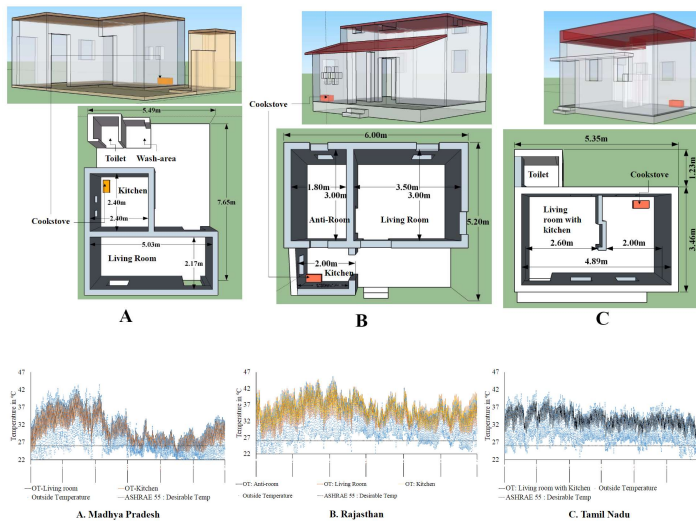 A
B
C
5.49m
Toilet
Wash-area
Kitchen
2.40m
2.40m
Cookstove
7.65m
5.03m
Living Room
2.17m
A
Cookstove
6.00m
1.80m
3.00m
3.50m
3.00m
Anti-Room
Living Room
5.20m
2.00m
Kitchen
B
5.35m
Toilet
1.23m
Cookstove
Living
room with
kitchen
2.60m
2.00m
4.89m
3.46m
C
Temperature in °C
47
42
37
32
27
22
OT-Living room
OT-Kitchen
Outside Temperature
ASHRAE 55 : Desirable Temp
A. Madhya Pradesh
Temperature in °C
47
42
37
32
27
22
OT: Anti-room
OT: Living Room
OT: Kitchen
Outside Temperature
ASHRAE 55 : Desirable Temp
B. Rajasthan
Temperature in °C
47
42
37
32
27
22
OT: Living room with Kitchen
Outside Temperature
ASHRAE 55 : Desirable Temp
C. Tamil Nadu